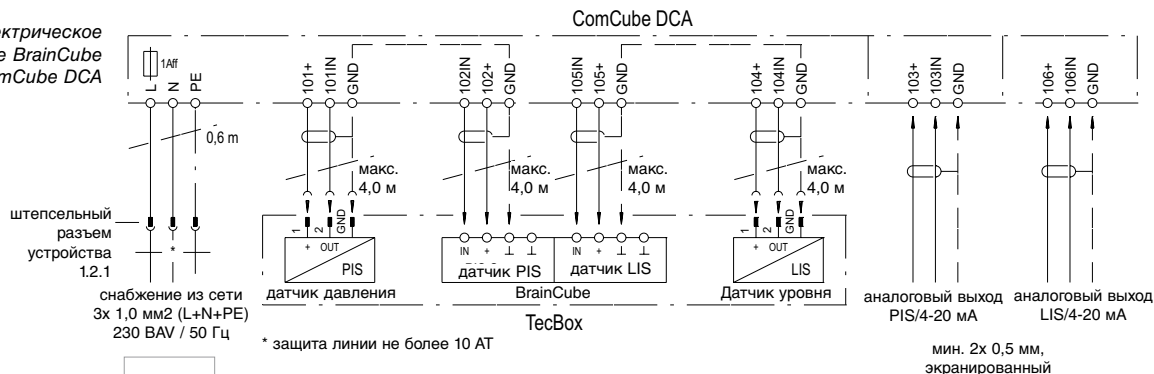 ComCube DCA
ктрическое
e BrainCube
mCube DCA
1Aff
L
N
PE
101+
101IN
GND
102IN
102+
GND
105IN
105+
GND
104+
104IN
GND
103+
103IN
GND
106+
106IN
GND
0,6 m
макс.
4,0 м
макс.
4,0 м
макс.
4,0 м
макс.
4,0 м
штепсельный
разъем
устройства
1.2.1
*
1
2
GND
+ OUT
PIS
IN + ⊥ ⊥
датчик PIS
IN + ⊥ ⊥
датчик LIS
1
2
GND
+ OUT
LIS
датчик давления
BrainCube
Датчик уровня
TecBox
снабжение из сети
3x 1,0 мм2 (L+N+PE)
230 BAV / 50 Гц
* защита линии не более 10 АТ
аналоговый выход
PIS/4-20 мА
аналоговый выход
LIS/4-20 мА
мин. 2x 0,5 мм,
экранированный